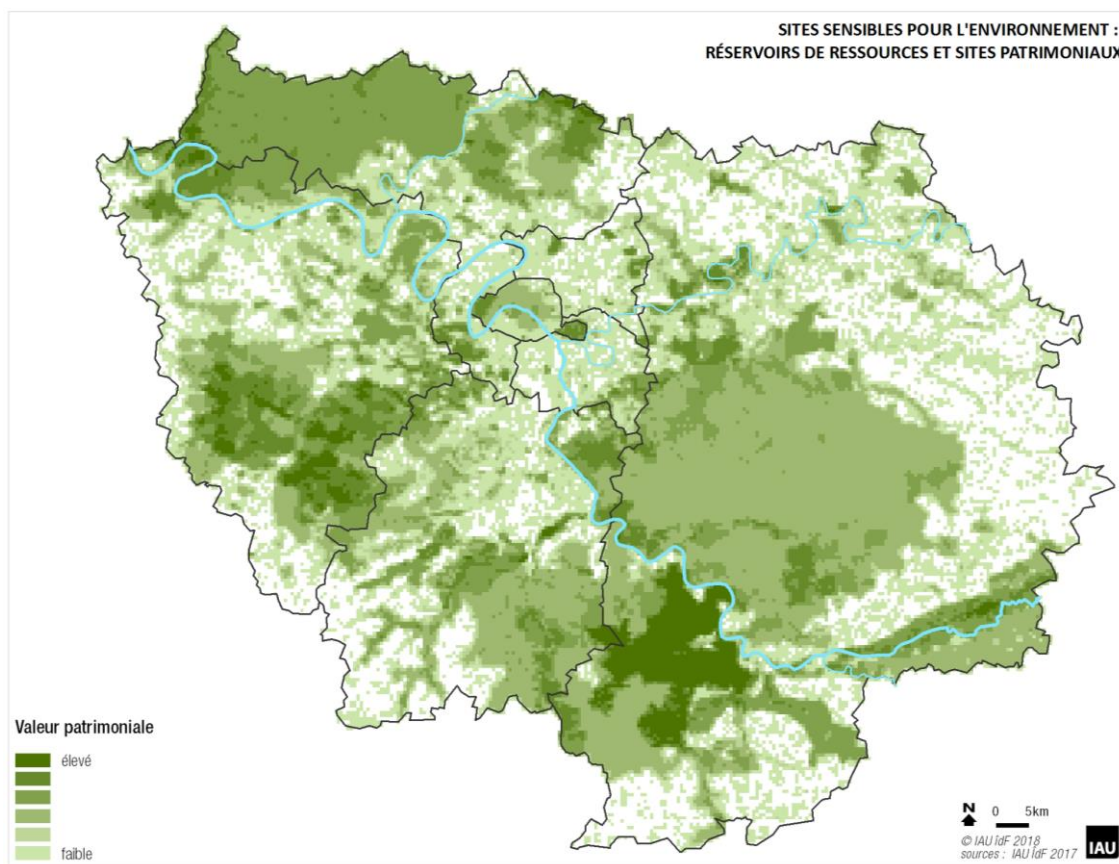 SITES SENSIBLES POUR L'ENVIRONNEMENT :
RÉSERVOIRS DE RESSOURCES ET SITES PATRIMONIAUX
Valeur patrimoniale
élevé
faible
N 0 5km
© IAU îdF 2018
sources : IAU îdF 2017
IAU